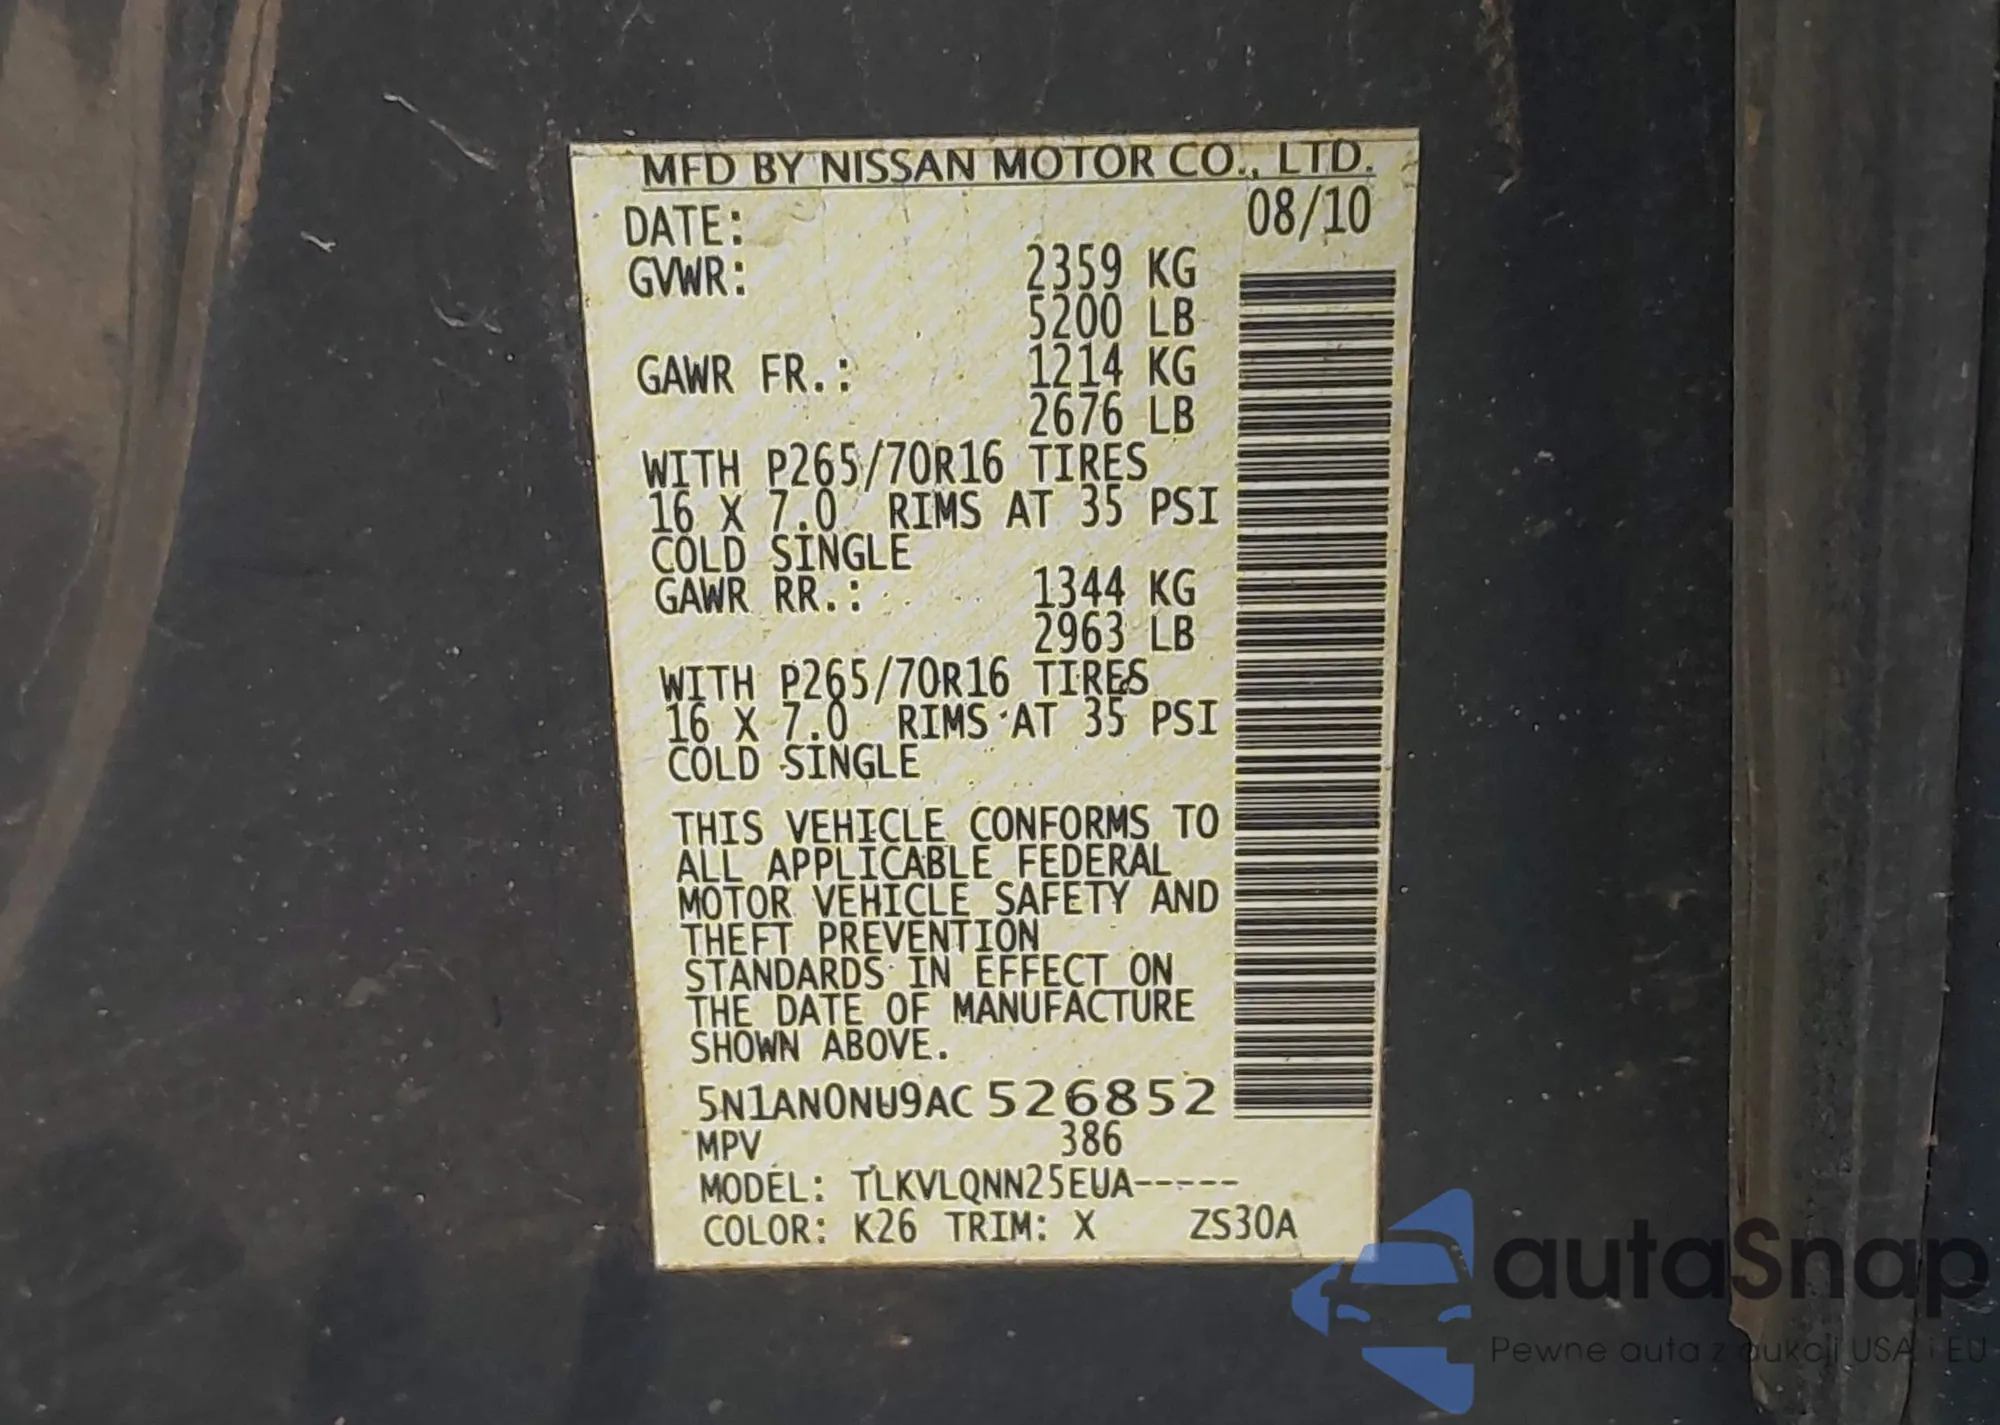 MFD BY NISSAN MOTOR CO., LTD.
DATE: 08/10
GVWR: 2359 KG
5200 LB
GAWR FR.: 1214 KG
2676 LB
WITH P265/70R16 TIRES
16 X 7.0 RIMS AT 35 PSI
COLD SINGLE
GAWR RR.: 1344 KG
2963 LB
WITH P265/70R16 TIRES
16 X 7.0 RIMS AT 35 PSI
COLD SINGLE
THIS VEHICLE CONFORMS TO
ALL APPLICABLE FEDERAL
MOTOR VEHICLE SAFETY AND
THEFT PREVENTION
STANDARDS IN EFFECT ON
THE DATE OF MANUFACTURE
SHOWN ABOVE.
5N1AN0NU9AC 526852
MPV 386
MODEL: TLKVLQNN25EUA-----
COLOR: K26 TRIM: X ZS30A
autaSnap
Pewne auta z aukcji USA i EU